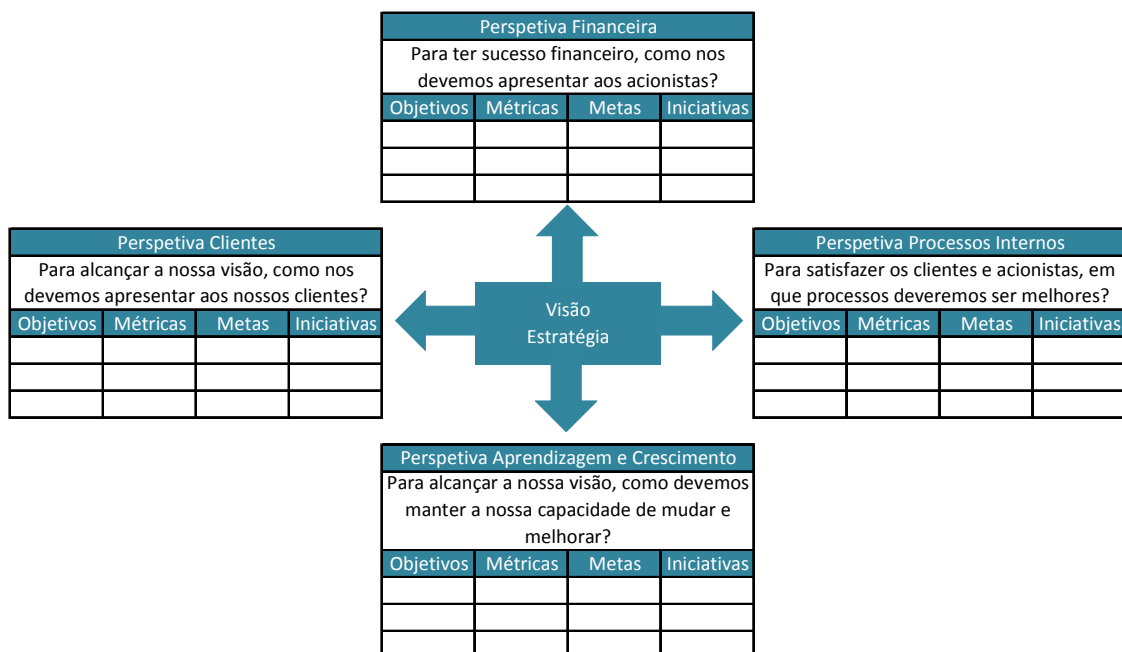 Perspetiva Financeira
Para ter sucesso financeiro, como nos
devemos apresentar aos acionistas?
Objetivos Métricas Metas Iniciativas
Perspetiva Clientes
Para alcançar a nossa visão, como nos
devemos apresentar aos nossos clientes?
Objetivos Métricas Metas Iniciativas
Visão
Estratégia
Perspetiva Processos Internos
Para satisfazer os clientes e acionistas, em
que processos deveremos ser melhores?
Objetivos Métricas Metas Iniciativas
Perspetiva Aprendizagem e Crescimento
Para alcançar a nossa visão, como devemos
manter a nossa capacidade de mudar e
melhorar?
Objetivos Métricas Metas Iniciativas